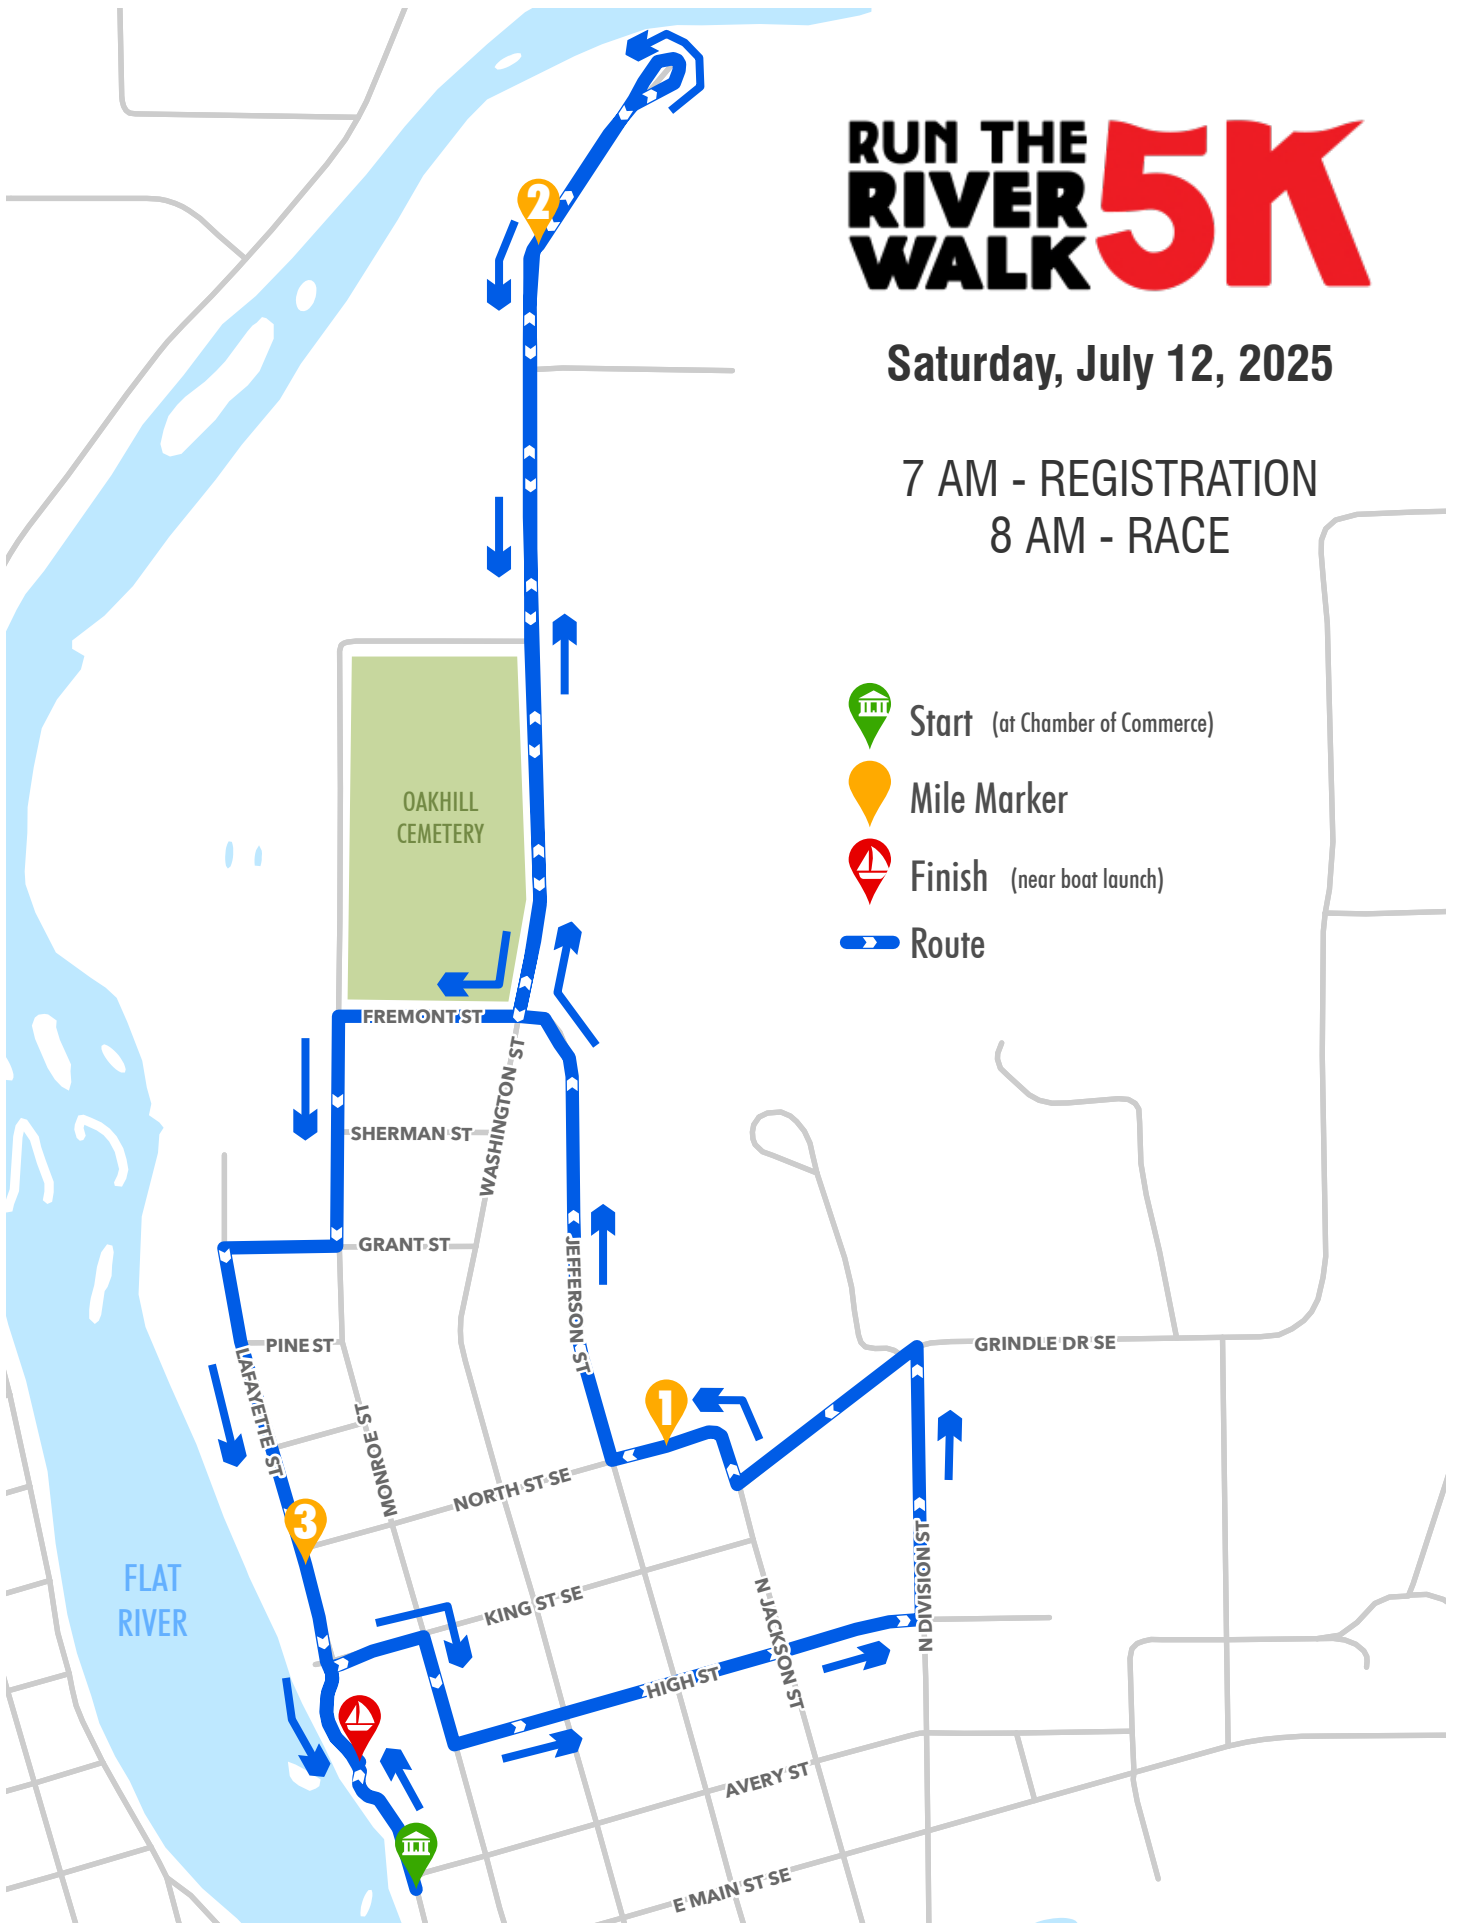 RUN THE
RIVER
WALK
5K
Saturday, July 12, 2025
7 AM - REGISTRATION
8 AM - RACE
Start (at Chamber of Commerce)
Mile Marker
Finish (near boat launch)
Route
2
OAKHILL
CEMETERY
FREMONT ST
WASHINGTON ST
SHERMAN ST
GRANT ST
JEFFERSON ST
PINE ST
LAFAYETTE ST
MONROE ST
GRINDLE DR SE
1
NORTH ST SE
3
KING ST SE
N DIVISION ST
N JACKSON ST
FLAT
RIVER
HIGH ST
AVERY ST
E MAIN ST SE